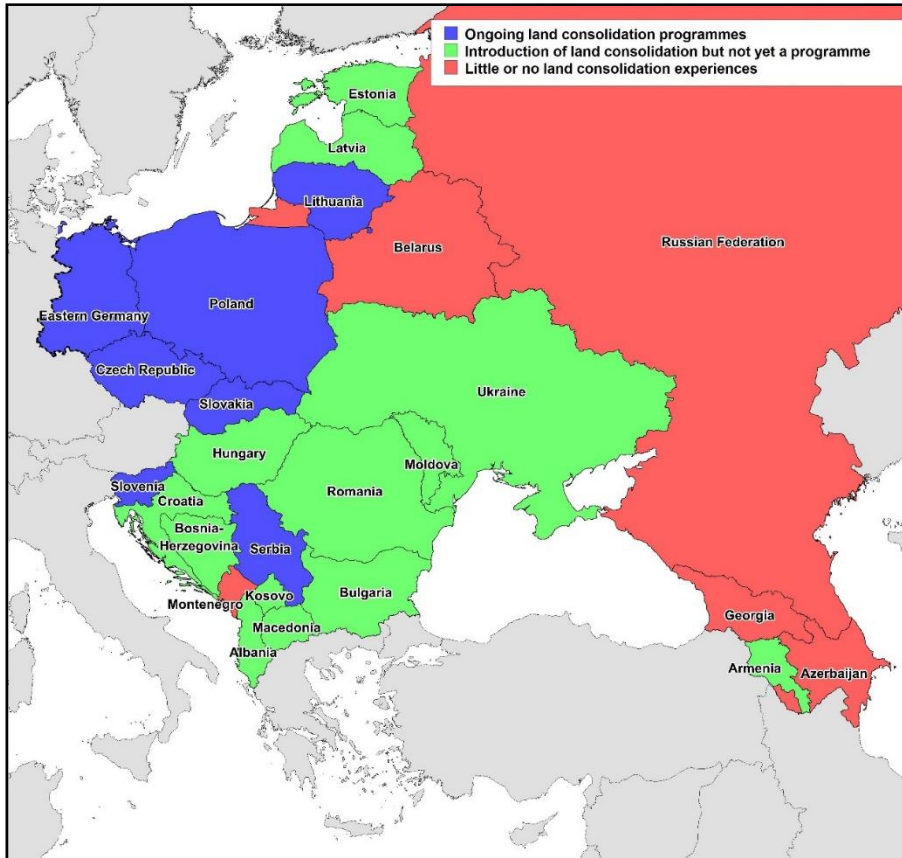 Ongoing land consolidation programmes
Introduction of land consolidation but not yet a programme
Little or no land consolidation experiences
Estonia
Latvia
Lithuania
Russian Federation
Belarus
Poland
Eastern Germany
Czech Republic
Slovakia
Ukraine
Hungary
Moldova
Slovenia
Romania
Croatia
Bosnia-
Herzegovina
Serbia
Kosovo
Bulgaria
Montenegro
Macedonia
Albania
Georgia
Armenia
Azerbaijan